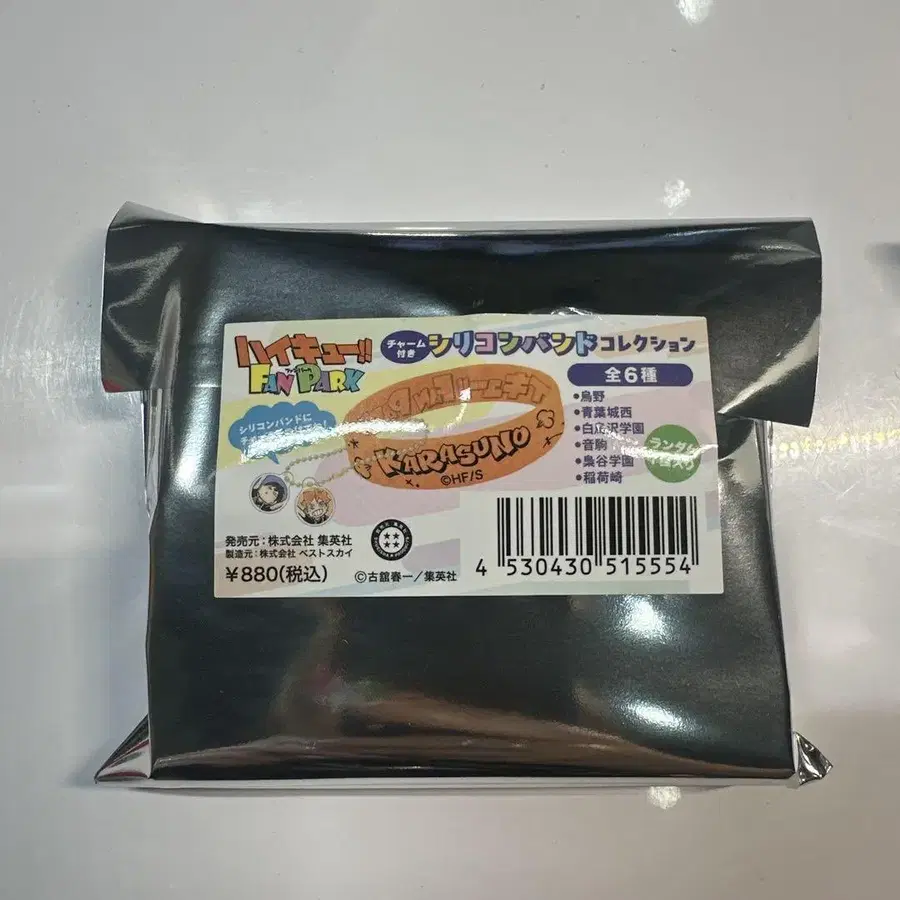 ハイキュー!!
FAN PARK
チャーム付き シリコンバンドコレクション
全6種
•烏野
•青葉城西
•白鳥沢学園
•音駒
•梟谷学園
•稲荷崎
ランダム
シリコンバンドに
KARASUNO
©HF/S
発売元:株式会社 集英社
製造元:株式会社 ベストスカイ
¥880(税込)
©古舘春一/集英社
4 530430 515554